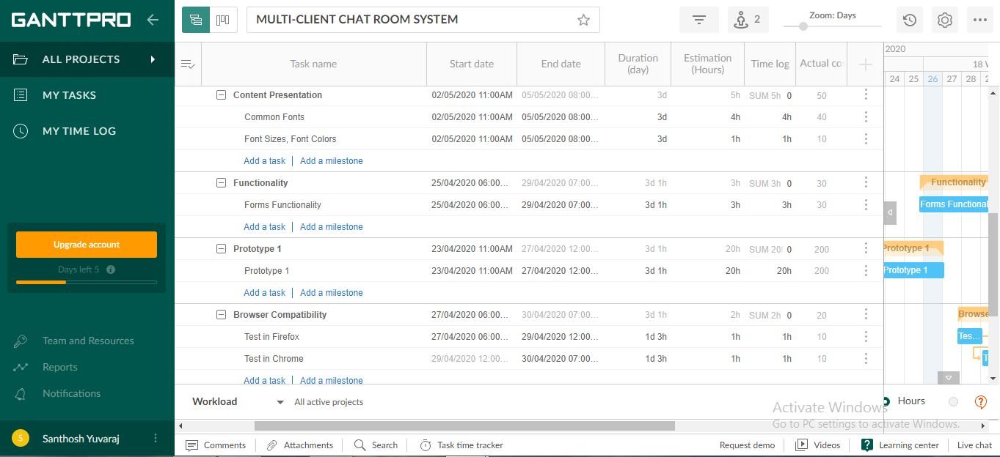 GANTTPRO
MULTI-CLIENT CHAT ROOM SYSTEM
2
Zoom: Days
ALL PROJECTS
MY TASKS
MY TIME LOG
Upgrade account
Days left 5
Team and Resources
Reports
Notifications
S Santhosh Yuvaraj
Task name Start date End date Duration (day) Estimation (Hours) Time log Actual co
2020
18 W
24 25 26 27 28 2
Content Presentation 02/05/2020 11:00AM 05/05/2020 08:00... 3d 5h SUM 5h 0 50
Common Fonts 02/05/2020 11:00AM 05/05/2020 08:00... 3d 4h 4h 40
Font Sizes, Font Colors 02/05/2020 11:00AM 05/05/2020 08:00... 3d 1h 1h 10
Add a task | Add a milestone
Functionality 25/04/2020 06:00... 29/04/2020 07:00... 3d 1h 3h SUM 3h 0 30 Functionality
Forms Functionality 25/04/2020 06:00... 29/04/2020 07:00... 3d 1h 3h 3h 30 Forms Functional
Add a task | Add a milestone
Prototype 1 23/04/2020 11:00AM 27/04/2020 12:00... 3d 1h 20h SUM 20h 0 200 Prototype 1
Prototype 1 23/04/2020 11:00AM 27/04/2020 12:00... 3d 1h 20h 20h 200 Prototype 1
Add a task | Add a milestone
Browser Compatibility 27/04/2020 06:00... 30/04/2020 07:00... 3d 1h 2h SUM 2h 0 20 Browse
Test in Firefox 27/04/2020 06:00... 29/04/2020 12:00... 1d 3h 1h 1h 10 Tes...
Test in Chrome 29/04/2020 12:00... 30/04/2020 07:00... 1d 3h 1h 1h 10 T
Add a task | Add a milestone
Workload All active projects Hours
Activate Windows
Go to PC settings to activate Windows.
Comments Attachments Search Task time tracker Request demo Videos Learning center Live chat